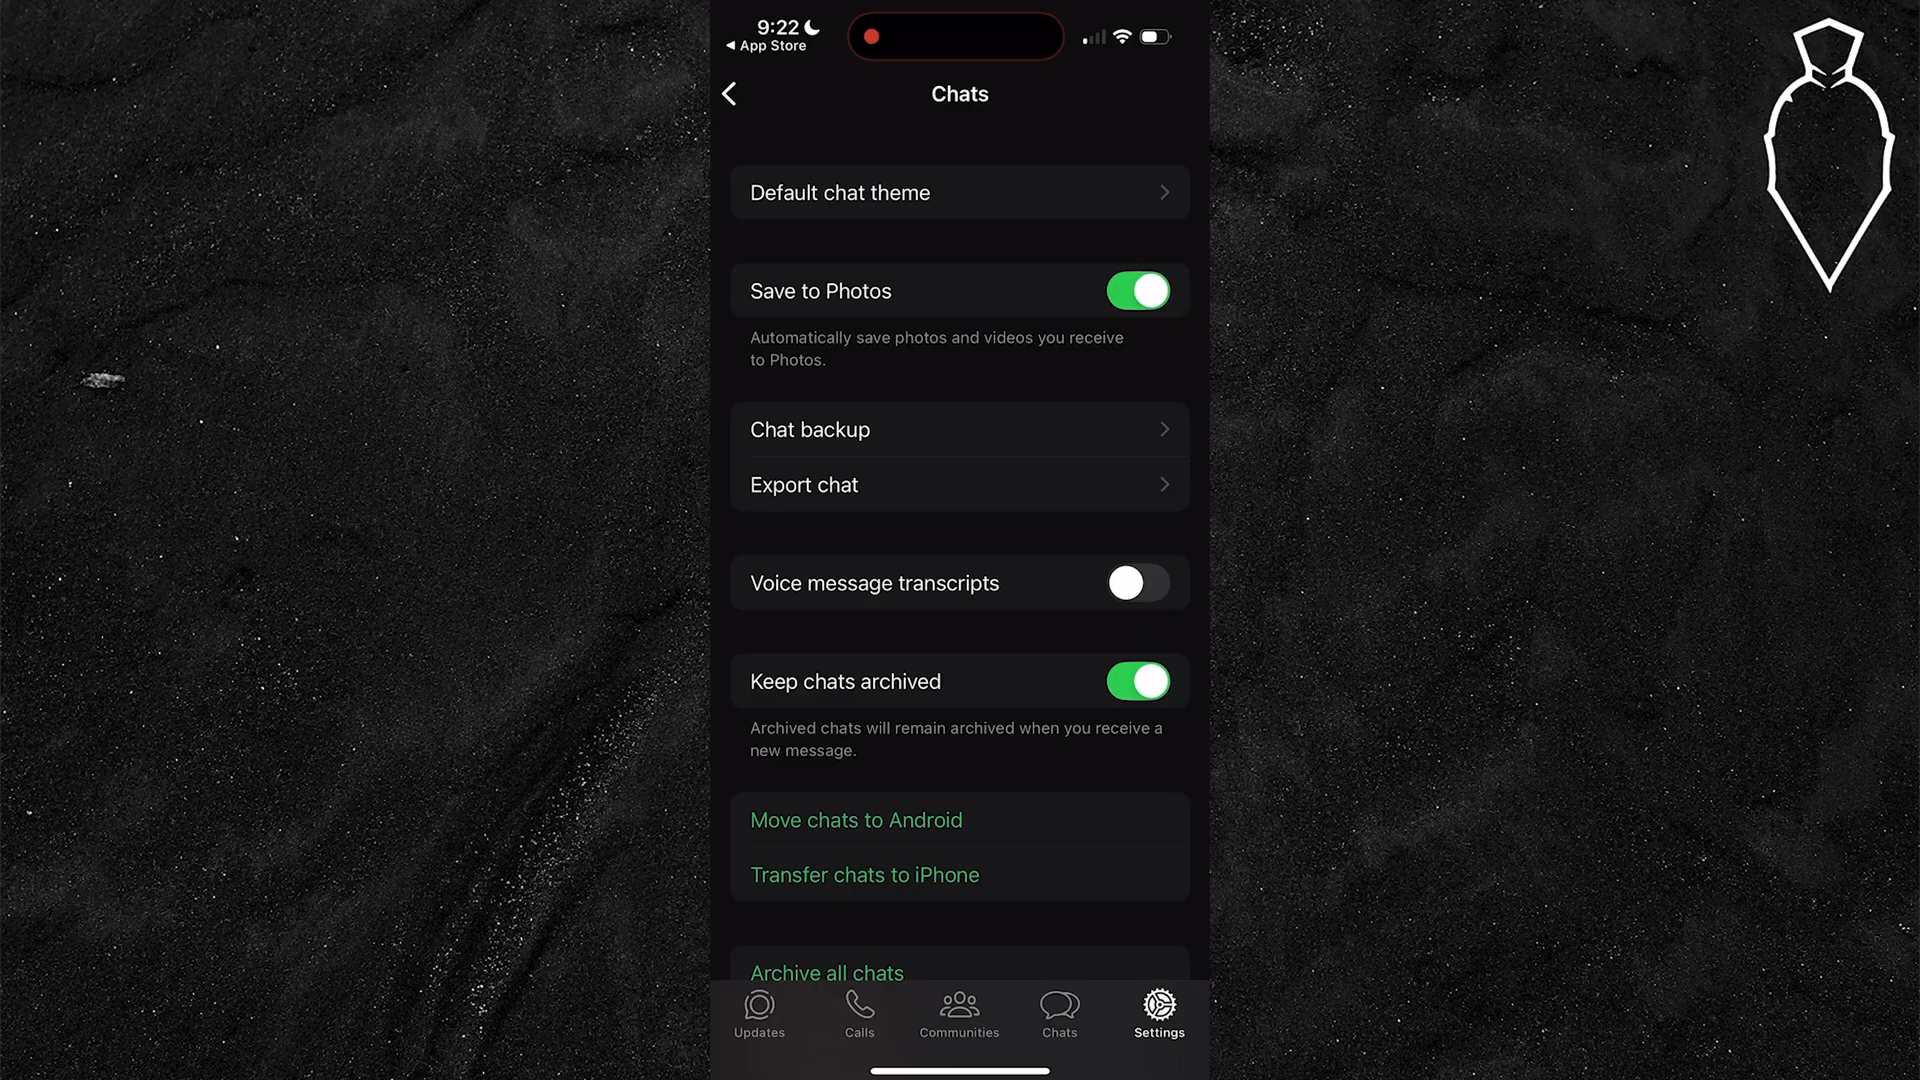 9:22
◀ App Store
Chats
Default chat theme
Save to Photos
Automatically save photos and videos you receive
to Photos.
Chat backup
Export chat
Voice message transcripts
Keep chats archived
Archived chats will remain archived when you receive a
new message.
Move chats to Android
Transfer chats to iPhone
Archive all chats
Updates
Calls
Communities
Chats
Settings